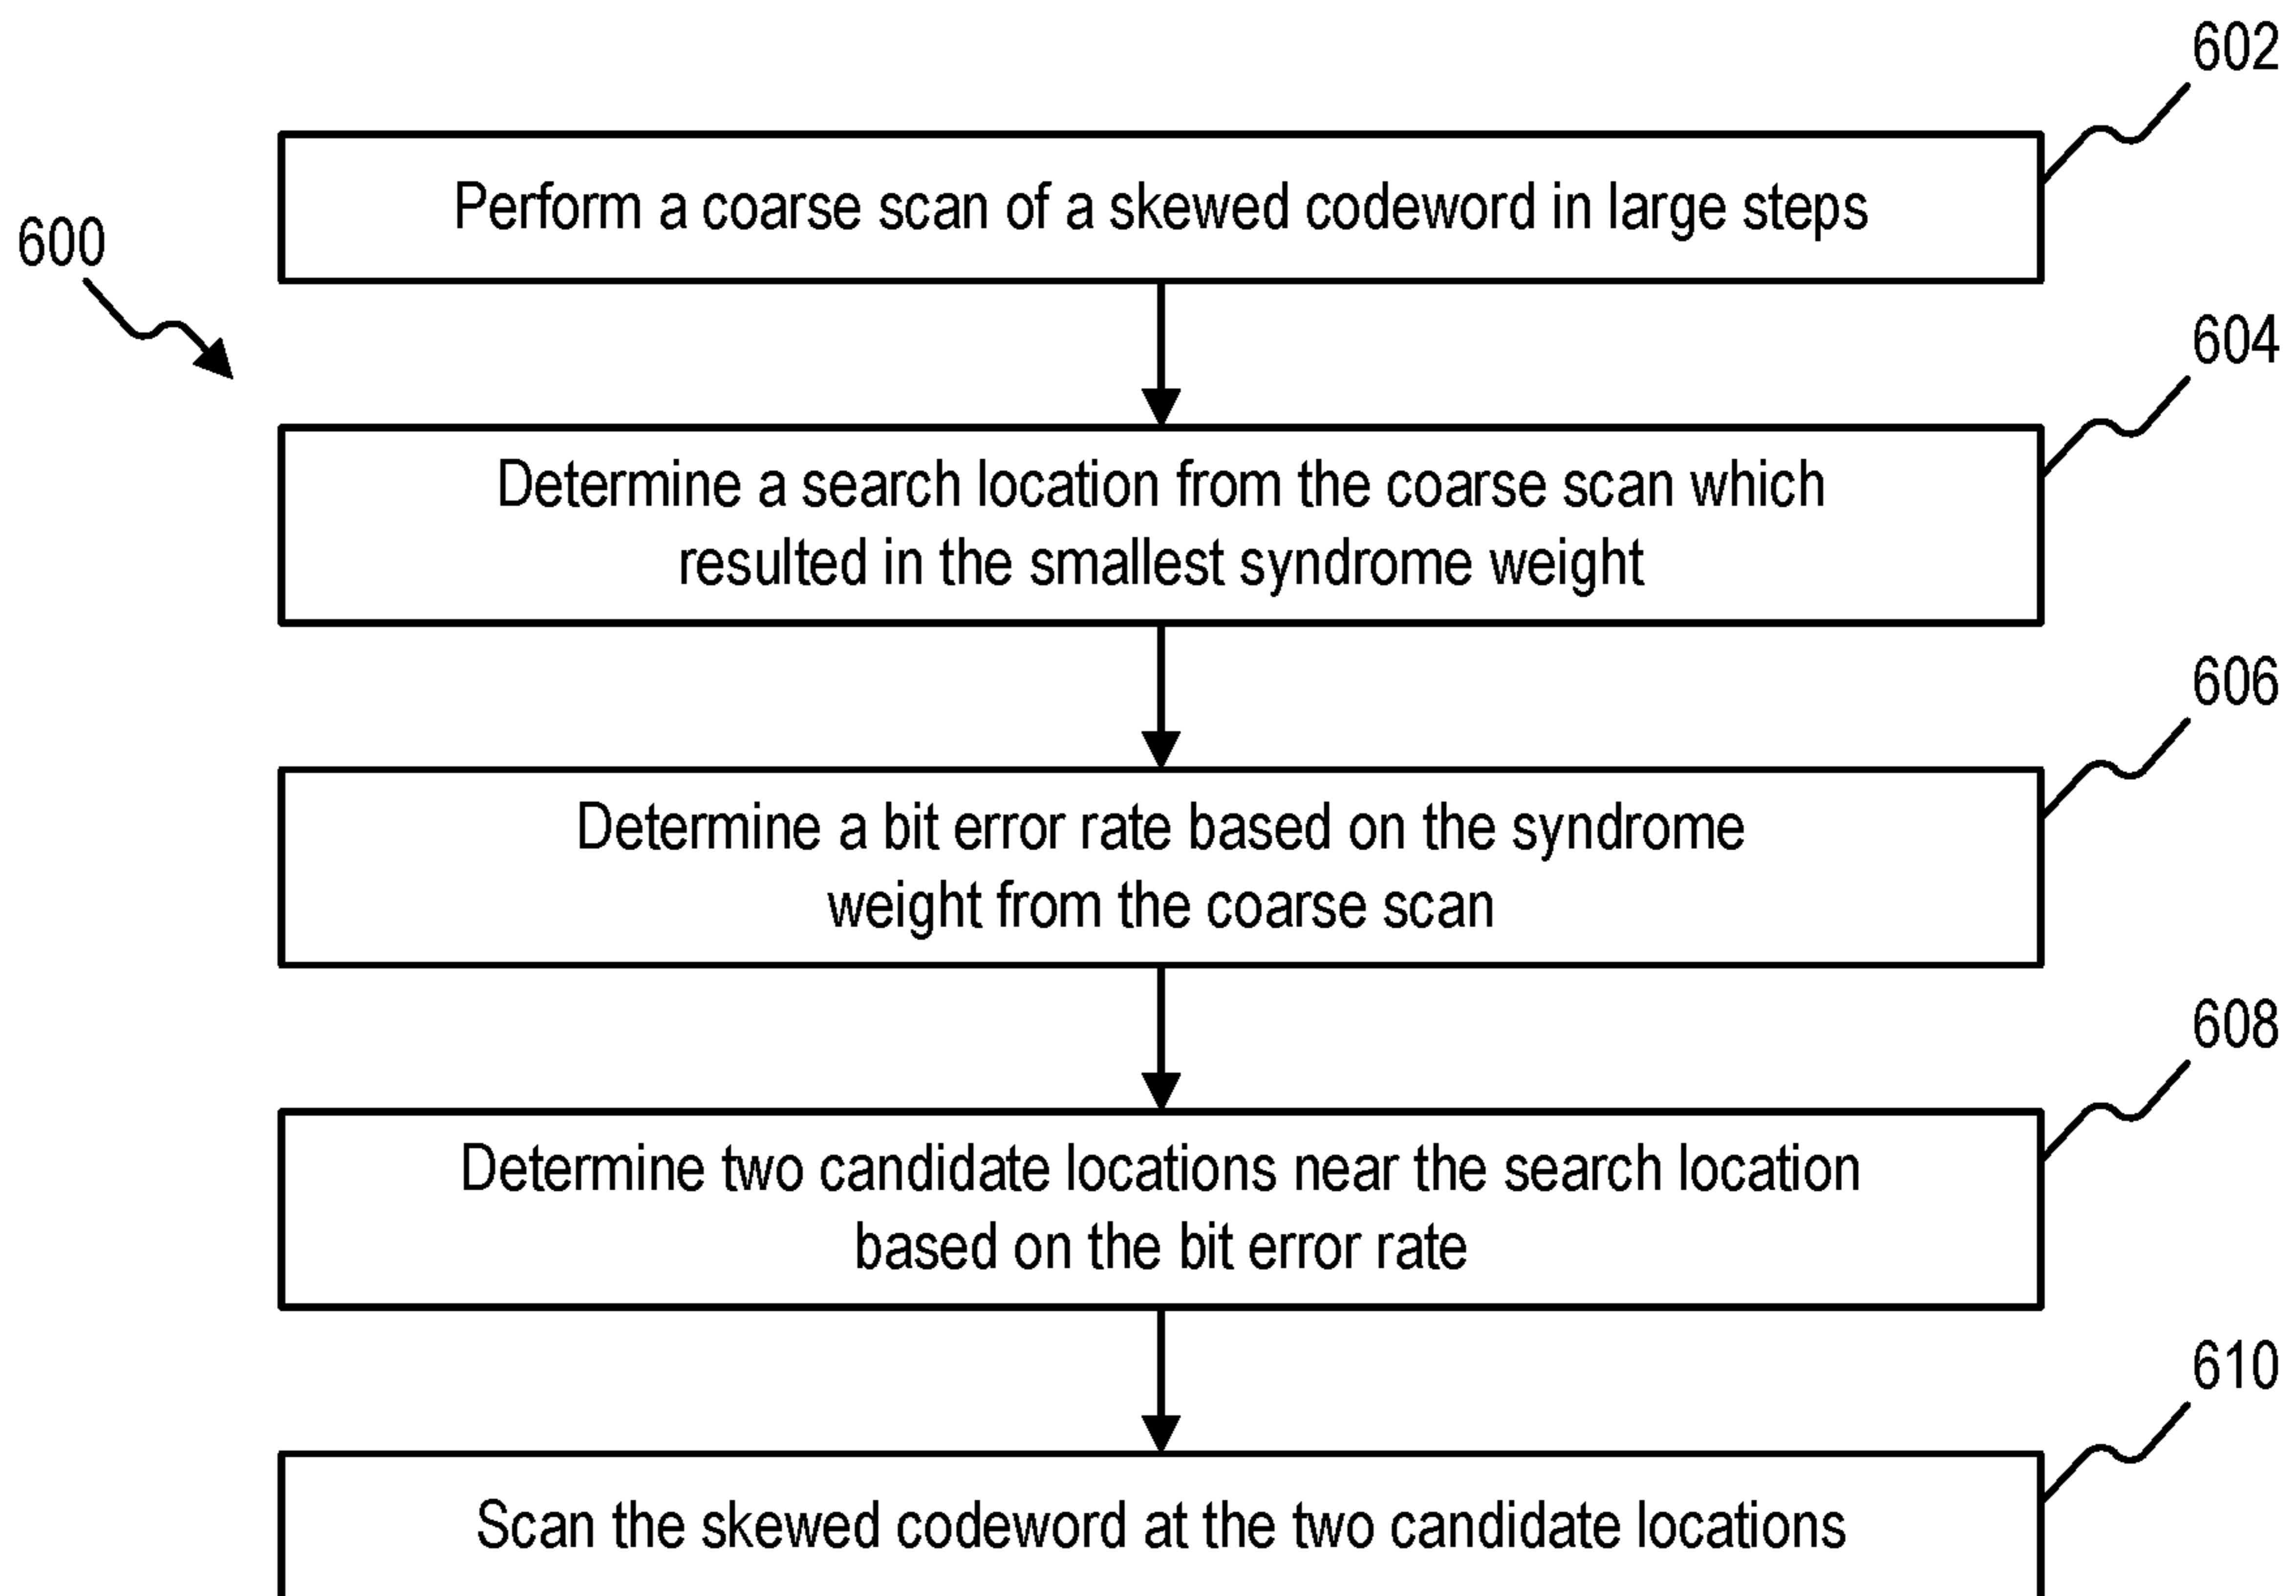 602
Perform a coarse scan of a skewed codeword in large steps
600
604
Determine a search location from the coarse scan which
resulted in the smallest syndrome weight
606
Determine a bit error rate based on the syndrome
weight from the coarse scan
608
Determine two candidate locations near the search location
based on the bit error rate
610
Scan the skewed codeword at the two candidate locations